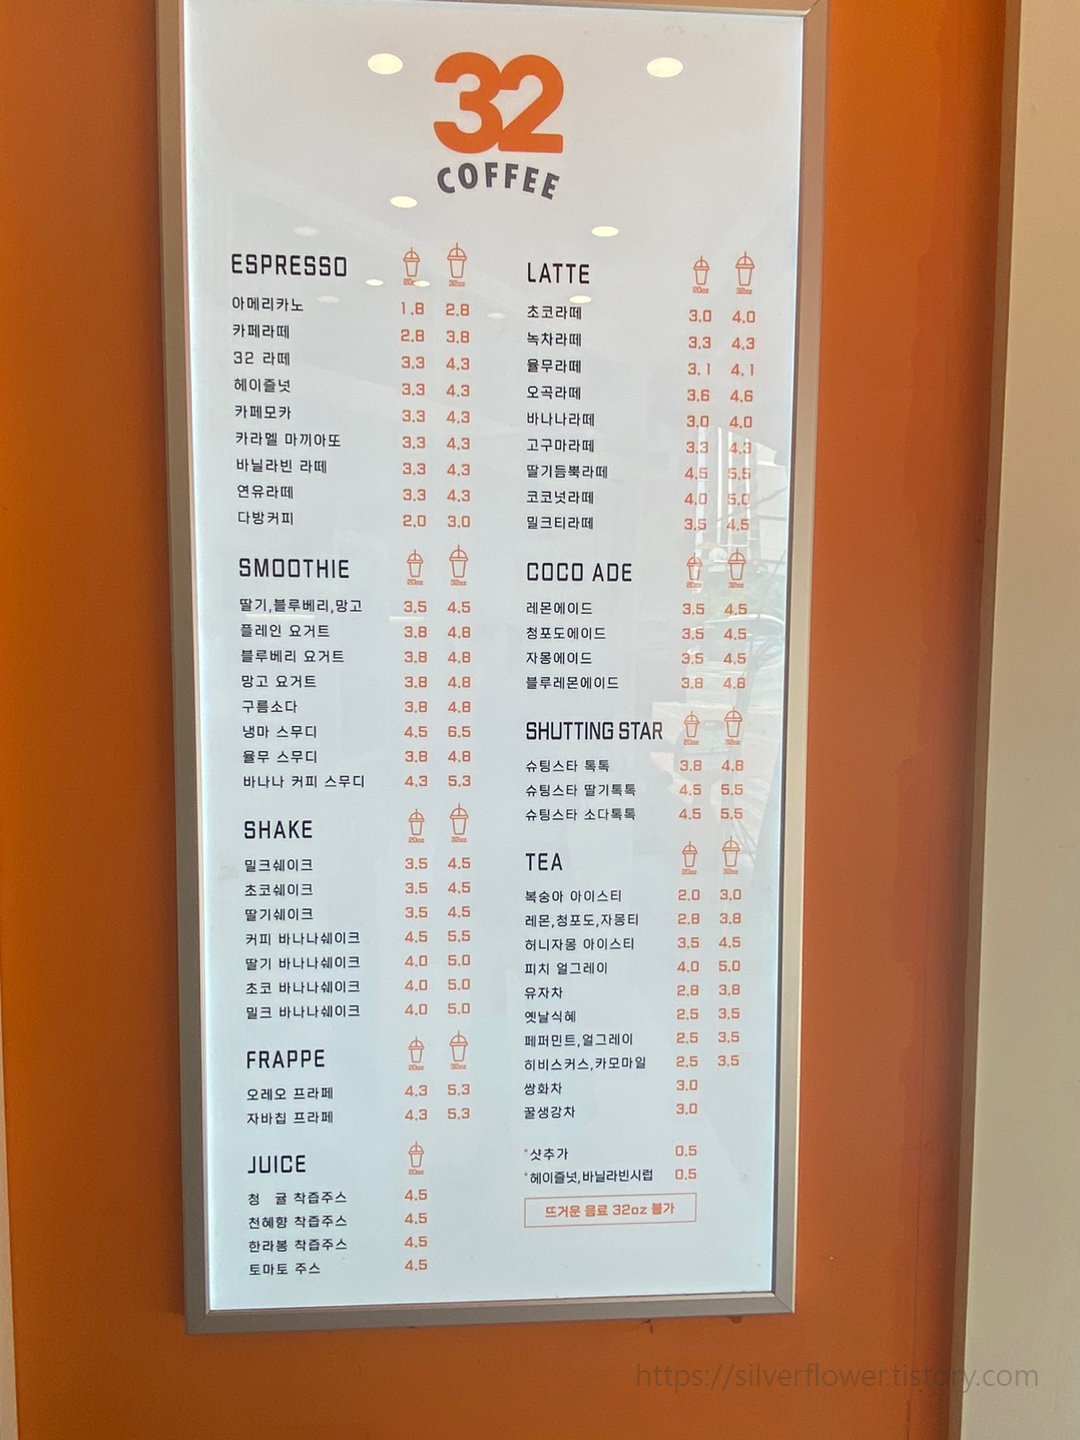 32
COFFEE
ESPRESSO 20oz 32oz
아메리카노 1.8 2.8
카페라떼 2.8 3.8
32 라떼 3.3 4.3
헤이즐넛 3.3 4.3
카페모카 3.3 4.3
카라멜 마끼아또 3.3 4.3
바닐라빈 라떼 3.3 4.3
연유라떼 3.3 4.3
다방커피 2.0 3.0
SMOOTHIE 20oz 32oz
딸기,블루베리,망고 3.5 4.5
플레인 요거트 3.8 4.8
블루베리 요거트 3.8 4.8
망고 요거트 3.8 4.8
구름소다 3.8 4.8
냉마 스무디 4.5 6.5
율무 스무디 3.8 4.8
바나나 커피 스무디 4.3 5.3
SHAKE 20oz 32oz
밀크쉐이크 3.5 4.5
초코쉐이크 3.5 4.5
딸기쉐이크 3.5 4.5
커피 바나나쉐이크 4.5 5.5
딸기 바나나쉐이크 4.0 5.0
초코 바나나쉐이크 4.0 5.0
밀크 바나나쉐이크 4.0 5.0
FRAPPE 20oz 32oz
오레오 프라페 4.3 5.3
자바칩 프라페 4.3 5.3
JUICE 20oz
청 귤 착즙주스 4.5
천혜향 착즙주스 4.5
한라봉 착즙주스 4.5
토마토 주스 4.5
LATTE 20oz 32oz
초코라떼 3.0 4.0
녹차라떼 3.3 4.3
율무라떼 3.1 4.1
오곡라떼 3.6 4.6
바나나라떼 3.0 4.0
고구마라떼 3.3 4.3
딸기듬뿍라떼 4.5 5.5
코코넛라떼 4.0 5.0
밀크티라떼 3.5 4.5
COCO ADE 20oz 32oz
레몬에이드 3.5 4.5
청포도에이드 3.5 4.5
자몽에이드 3.5 4.5
블루레몬에이드 3.8 4.8
SHUTTING STAR 20oz 32oz
슈팅스타 톡톡 3.8 4.8
슈팅스타 딸기톡톡 4.5 5.5
슈팅스타 소다톡톡 4.5 5.5
TEA 20oz 32oz
복숭아 아이스티 2.0 3.0
레몬,청포도,자몽티 2.8 3.8
허니자몽 아이스티 3.5 4.5
피치 얼그레이 4.0 5.0
유자차 2.8 3.8
옛날식혜 2.5 3.5
페퍼민트,얼그레이 2.5 3.5
히비스커스,카모마일 2.5 3.5
쌍화차 3.0
꿀생강차 3.0
*샷추가 0.5
*헤이즐넛,바닐라빈시럽 0.5
뜨거운 음료 32oz 불가
https://silverflower.tistory.com